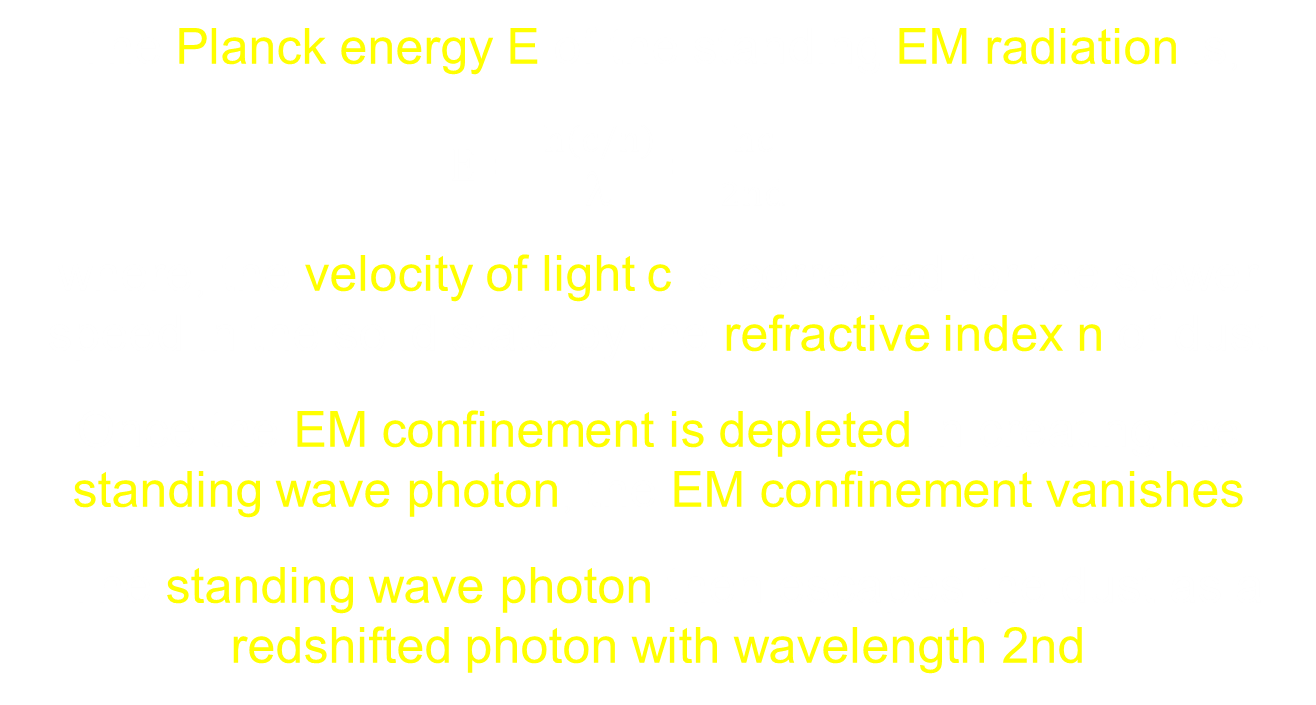 Planck energy E EM radiation
velocity of light c
refractive index n
EM confinement is depleted
standing wave photon EM confinement vanishes
standing wave photon
redshifted photon with wavelength 2nd